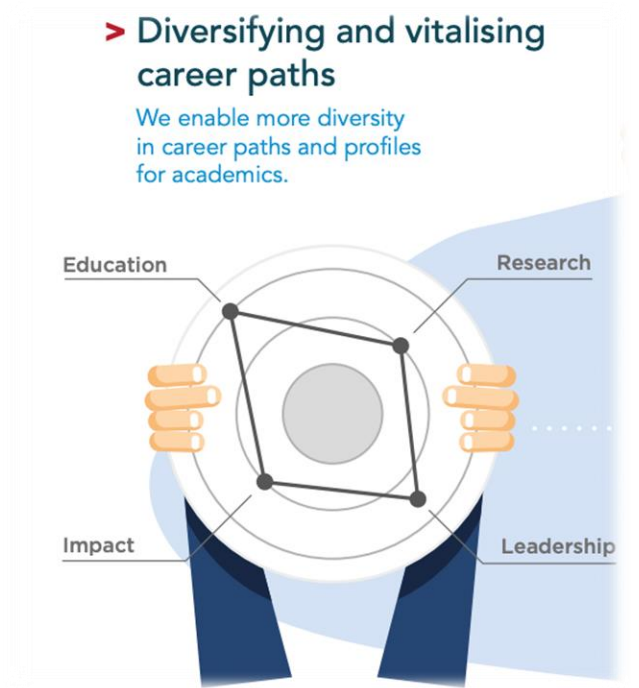 > Diversifying and vitalising
career paths
We enable more diversity
in career paths and profiles
for academics.
Education
Research
Impact
Leadership